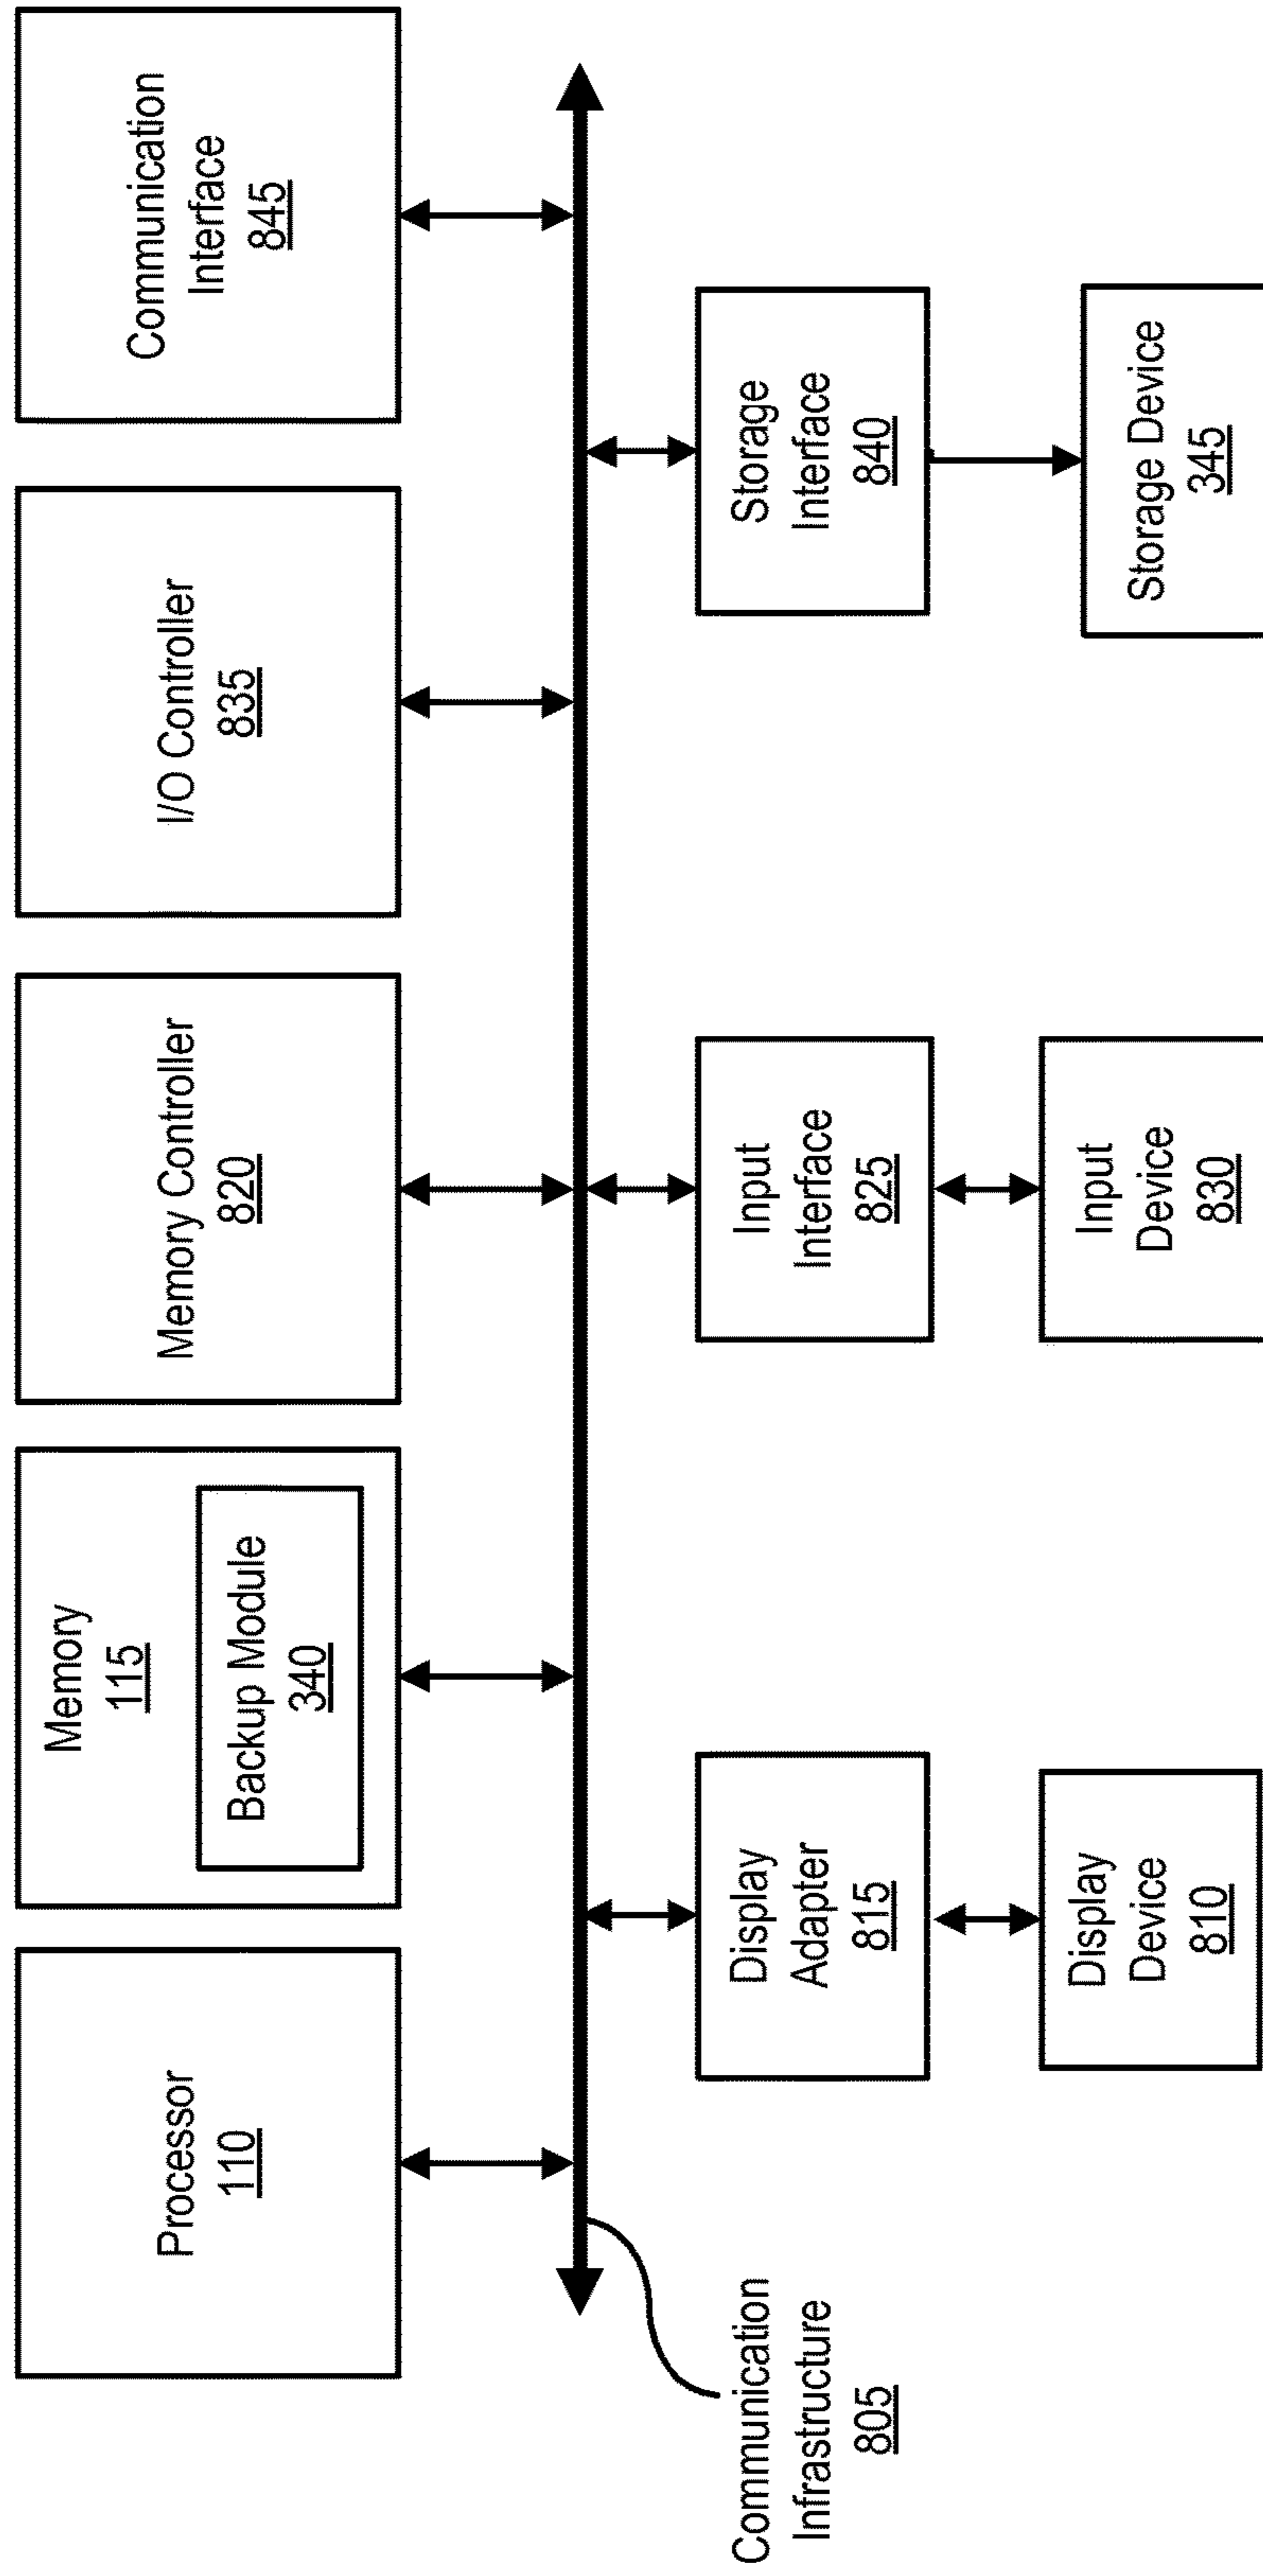 Processor
110
Memory
115
Backup Module
340
Memory Controller
820
I/O Controller
835
Communication
Interface
845
Communication
Infrastructure
805
Display
Adapter
815
Input
Interface
825
Storage
Interface
840
Display
Device
810
Input
Device
830
Storage Device
345